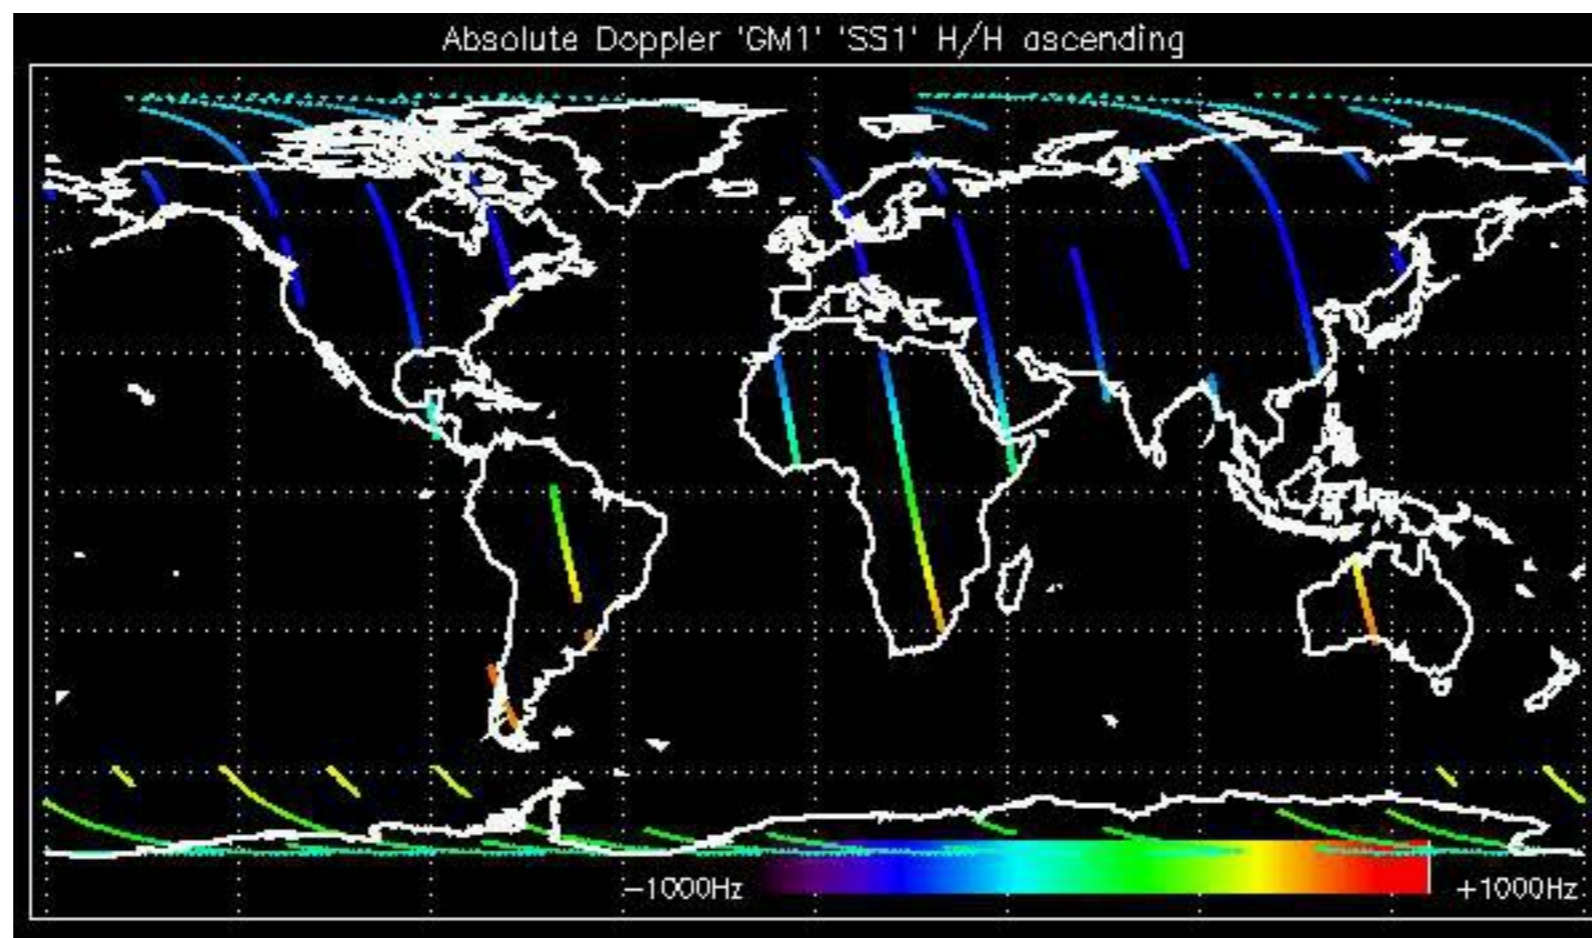 Absolute Doppler 'GM1' 'SS1' H/H ascending
−1000Hz +1000Hz